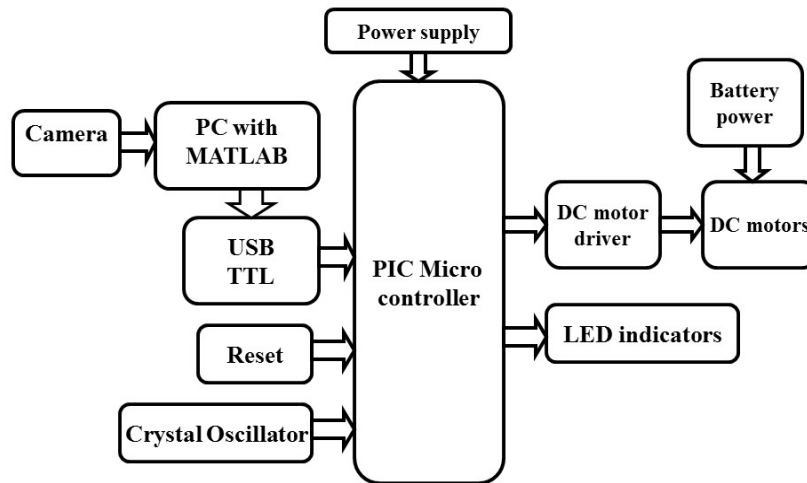 Power supply
Camera
PC with
MATLAB
Battery
power
USB
TTL
PIC Micro
controller
DC motor
driver
DC motors
Reset
LED indicators
Crystal Oscillator